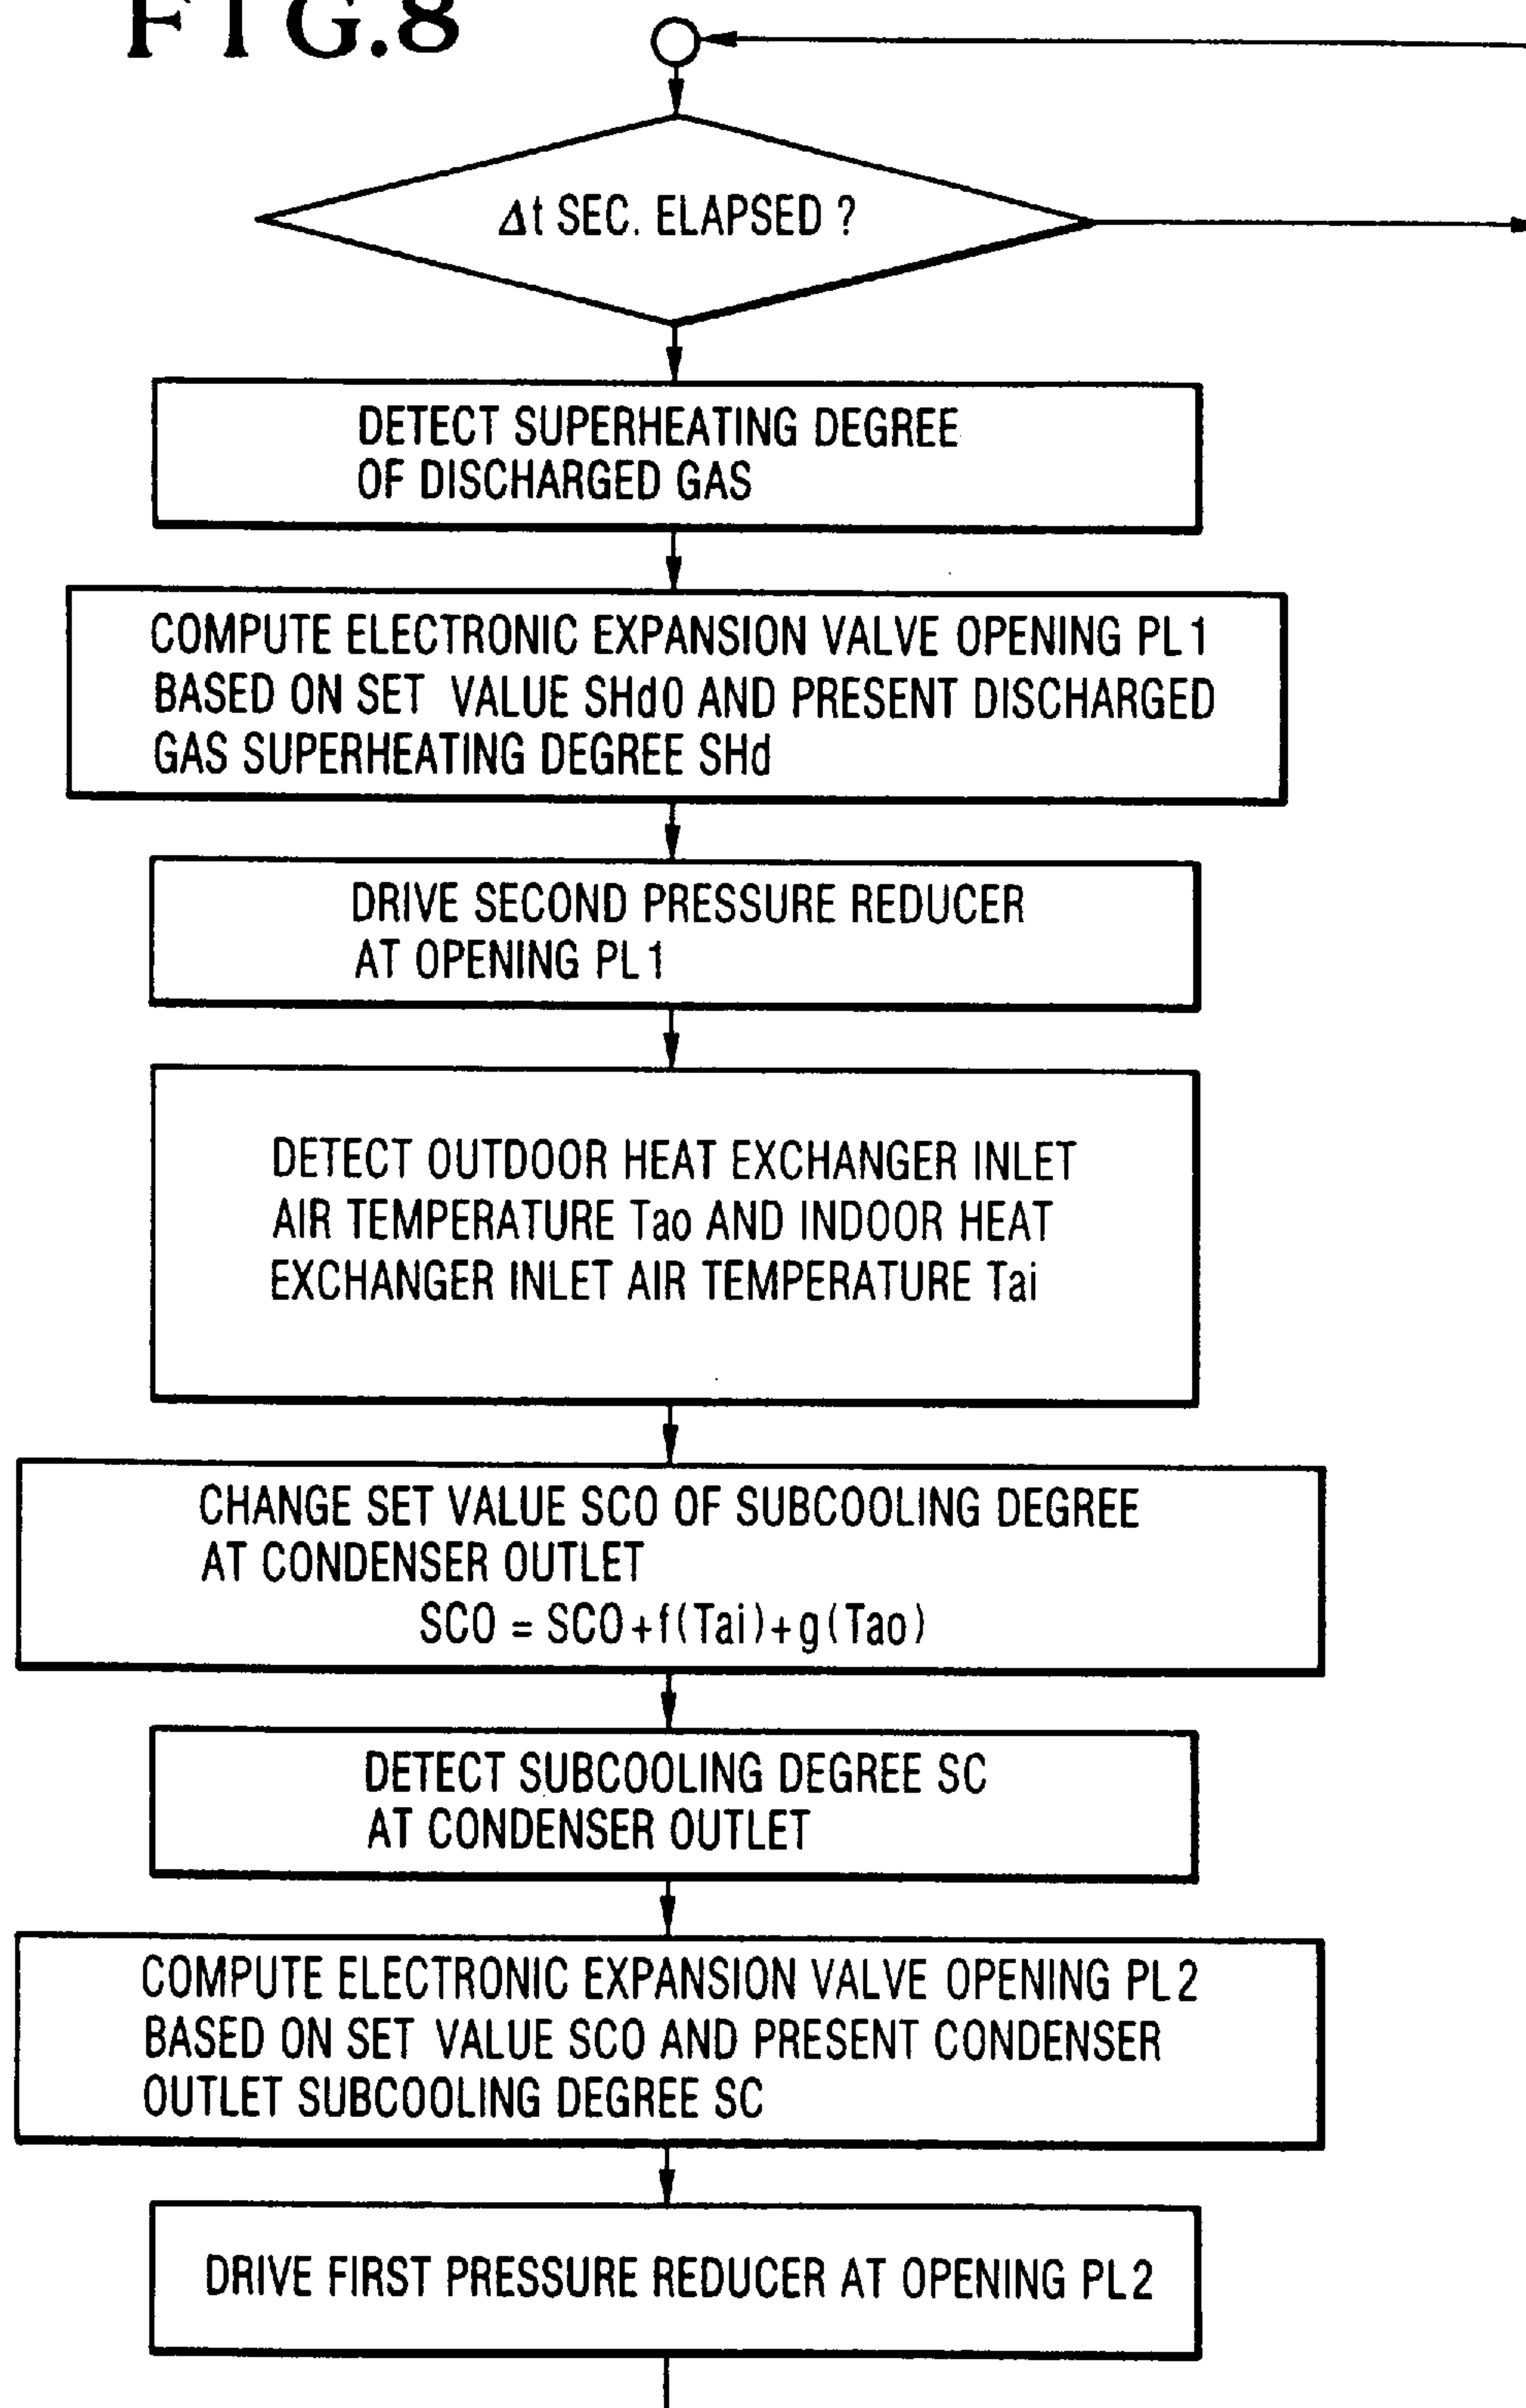 FIG.8
Δt SEC. ELAPSED ?
DETECT SUPERHEATING DEGREE
OF DISCHARGED GAS
COMPUTE ELECTRONIC EXPANSION VALVE OPENING PL1
BASED ON SET VALUE SHd0 AND PRESENT DISCHARGED
GAS SUPERHEATING DEGREE SHd
DRIVE SECOND PRESSURE REDUCER
AT OPENING PL1
DETECT OUTDOOR HEAT EXCHANGER INLET
AIR TEMPERATURE Tao AND INDOOR HEAT
EXCHANGER INLET AIR TEMPERATURE Tai
CHANGE SET VALUE SC0 OF SUBCOOLING DEGREE
AT CONDENSER OUTLET
SC0 = SC0+f(Tai)+g(Tao)
DETECT SUBCOOLING DEGREE SC
AT CONDENSER OUTLET
COMPUTE ELECTRONIC EXPANSION VALVE OPENING PL2
BASED ON SET VALUE SC0 AND PRESENT CONDENSER
OUTLET SUBCOOLING DEGREE SC
DRIVE FIRST PRESSURE REDUCER AT OPENING PL2